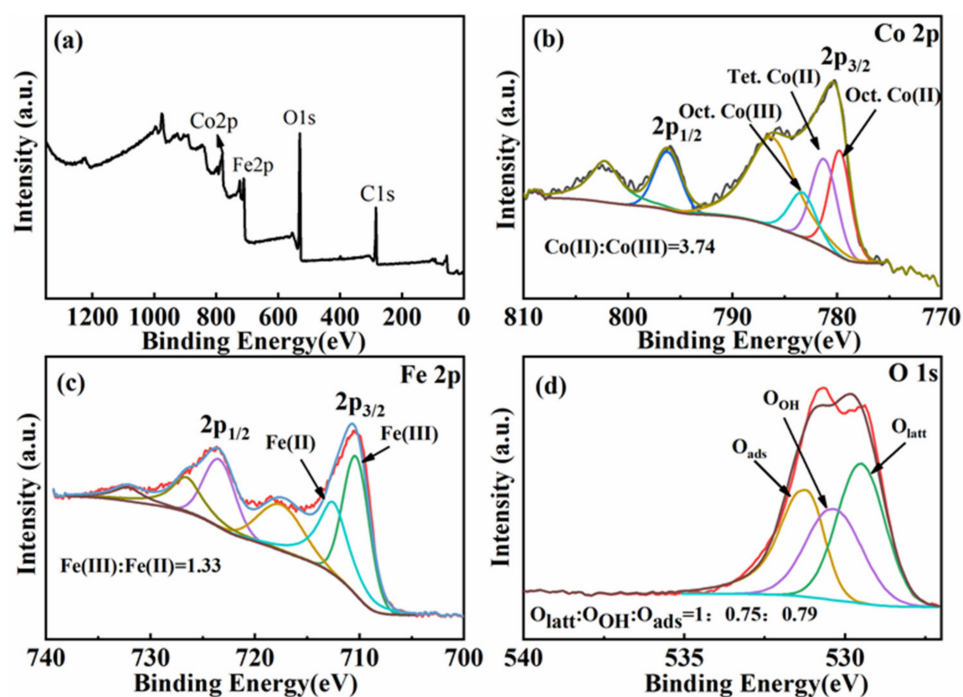 (a)
Intensity (a.u.)
Co2p
Fe2p
O1s
C1s
1200 1000 800 600 400 200 0
Binding Energy(eV)
(b)
Co 2p
Intensity (a.u.)
2p3/2
Tet. Co(II)
Oct. Co(III)
Oct. Co(II)
2p1/2
Co(II):Co(III)=3.74
810 800 790 780 770
Binding Energy(eV)
(c)
Fe 2p
Intensity (a.u.)
2p1/2
2p3/2
Fe(II)
Fe(III)
Fe(III):Fe(II)=1.33
740 730 720 710 700
Binding Energy(eV)
(d)
O 1s
Intensity (a.u.)
OOH
Oads
Olatt
Olatt:OOH:Oads=1: 0.75: 0.79
540 535 530
Binding Energy(eV)